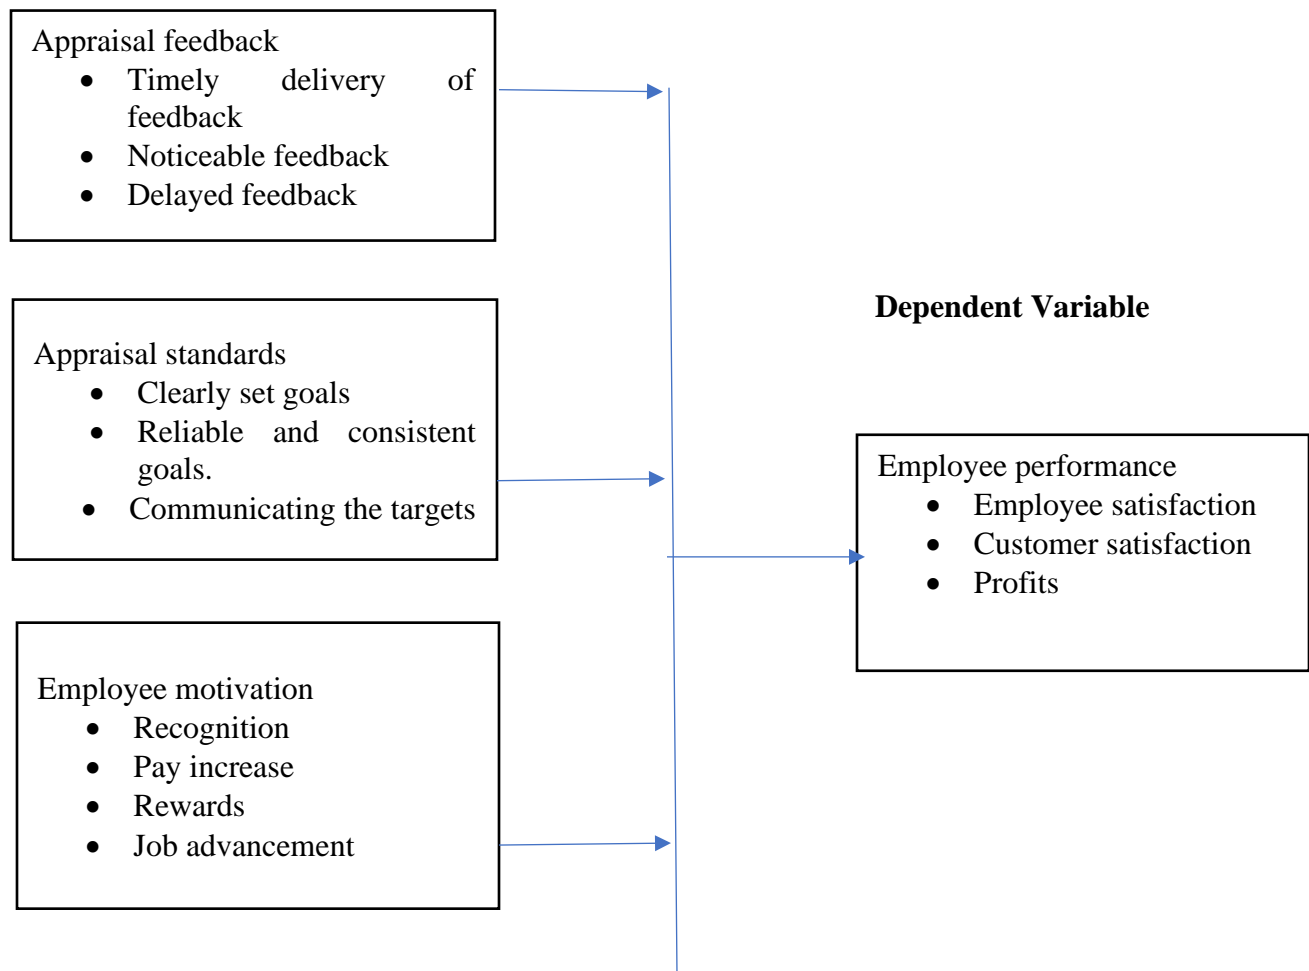 Appraisal feedback
• Timely delivery of
feedback
• Noticeable feedback
• Delayed feedback
Appraisal standards
• Clearly set goals
• Reliable and consistent
goals.
• Communicating the targets
Employee motivation
• Recognition
• Pay increase
• Rewards
• Job advancement
Dependent Variable
Employee performance
• Employee satisfaction
• Customer satisfaction
• Profits